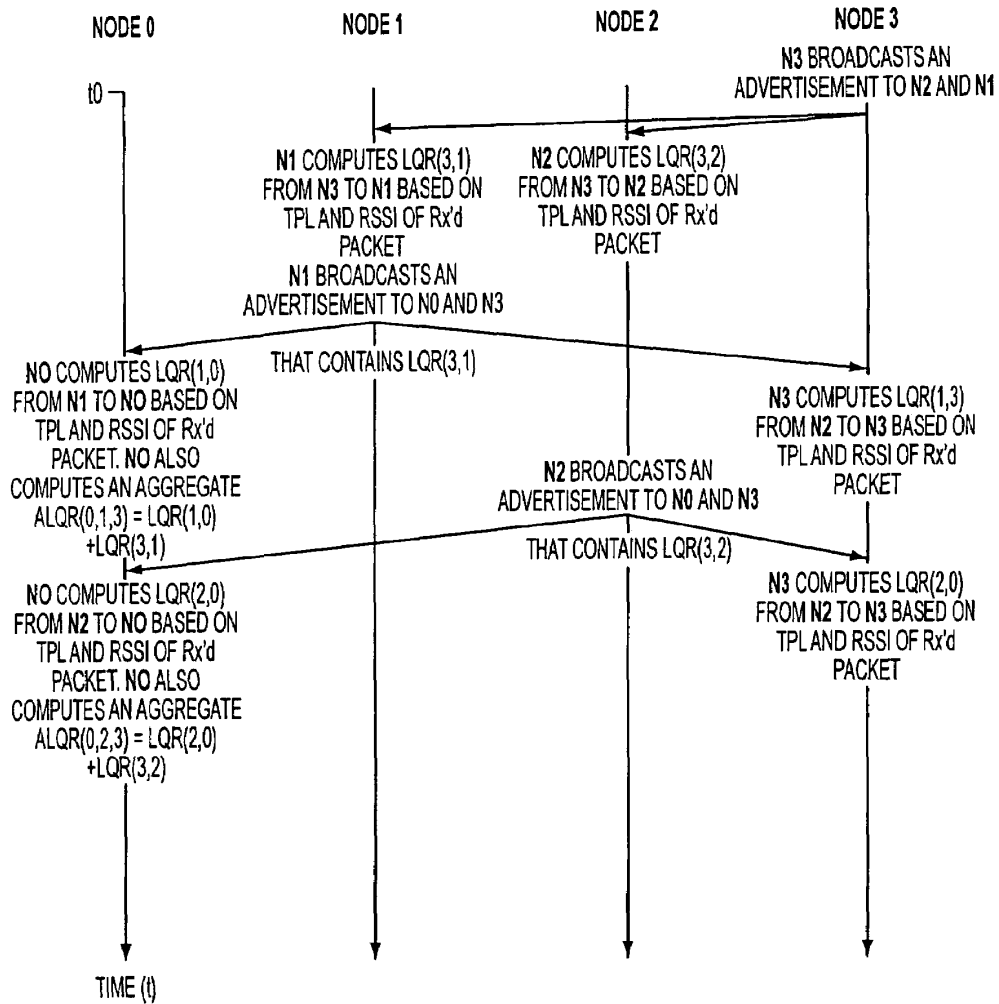 NODE 0
NODE 1
NODE 2
NODE 3
N3 BROADCASTS AN
ADVERTISEMENT TO N2 AND N1
t0
N1 COMPUTES LQR(3,1)
FROM N3 TO N1 BASED ON
TPL AND RSSI OF Rx'd
PACKET
N2 COMPUTES LQR(3,2)
FROM N3 TO N2 BASED ON
TPL AND RSSI OF Rx'd
PACKET
N1 BROADCASTS AN
ADVERTISEMENT TO N0 AND N3
THAT CONTAINS LQR(3,1)
NO COMPUTES LQR(1,0)
FROM N1 TO NO BASED ON
TPL AND RSSI OF Rx'd
PACKET. NO ALSO
COMPUTES AN AGGREGATE
ALQR(0,1,3) = LQR(1,0)
+LQR(3,1)
N3 COMPUTES LQR(1,3)
FROM N2 TO N3 BASED ON
TPL AND RSSI OF Rx'd
PACKET
N2 BROADCASTS AN
ADVERTISEMENT TO N0 AND N3
THAT CONTAINS LQR(3,2)
NO COMPUTES LQR(2,0)
FROM N2 TO NO BASED ON
TPL AND RSSI OF Rx'd
PACKET. NO ALSO
COMPUTES AN AGGREGATE
ALQR(0,2,3) = LQR(2,0)
+LQR(3,2)
N3 COMPUTES LQR(2,0)
FROM N2 TO N3 BASED ON
TPL AND RSSI OF Rx'd
PACKET
TIME (t)